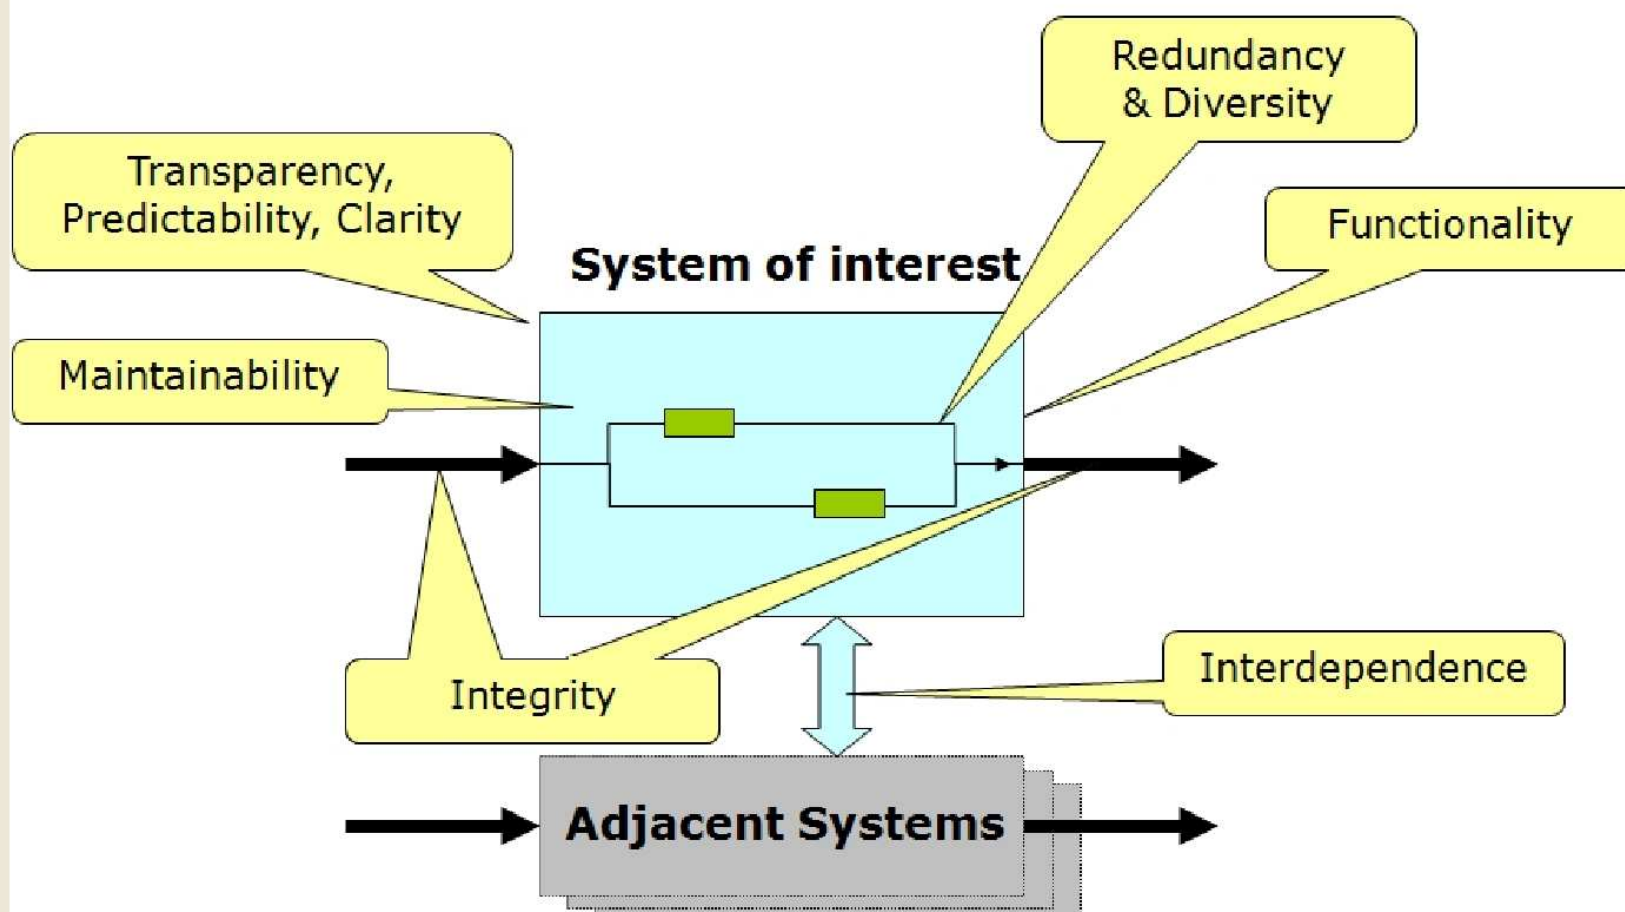 Redundancy
& Diversity
Transparency,
Predictability, Clarity
Functionality
System of interest
Maintainability
Interdependence
Integrity
Adjacent Systems